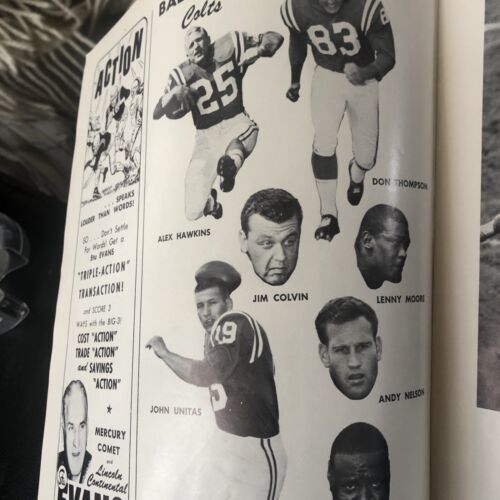 ACTION
... SPEAKS
LOUDER THAN WORDS!
SO ... Don't Settle
For Words! Get a
Stu EVANS
"TRIPLE-ACTION"
TRANSACTION!
and SCORE 3
WAYS with the BIG-3!
COST "ACTION"
TRADE "ACTION"
and SAVINGS
"ACTION"
MERCURY
COMET
and
Lincoln
Continental
EVANS
Colts
25
83
ALEX HAWKINS
DON THOMPSON
JIM COLVIN
LENNY MOORE
19
JOHN UNITAS
ANDY NELSON